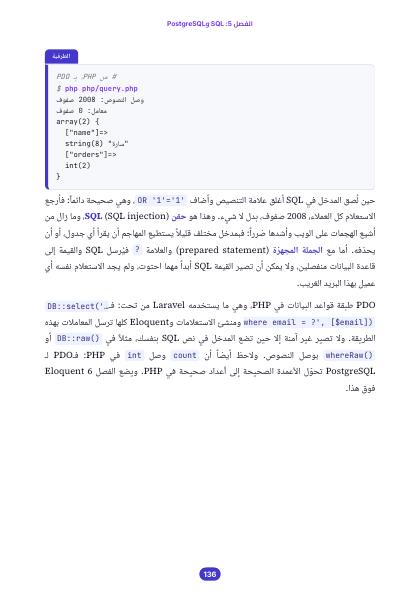 الفصل 5: SQL وPostgreSQL
الطرفية
# من PHP، بـ PDO
$ php php/query.php
وصل النصوص: 2008 صفوف
معامل: 0 صفوف
array(2) {
["name"]=>
string(8) "سارة"
["orders"]=>
int(2)
}
حين لُصق المدخل في SQL أغلق علامة التنصيص وأضاف OR '1'='1'، وهي صحيحة دائماً: فأرجع
الاستعلام كل العملاء، 2008 صفوف، بدل لا شيء. وهذا هو حقن SQL (SQL injection)، وما زال من
أشيع الهجمات على الويب وأشدها ضرراً: فبمدخل مختلف قليلاً يستطيع المهاجم أن يقرأ أي جدول، أو أن
يحذفه. أما مع الجملة المجهزة (prepared statement) والعلامة ? فيُرسل SQL والقيمة إلى
قاعدة البيانات منفصلين، ولا يمكن أن تصير القيمة SQL أبداً مهما احتوت، ولم يجد الاستعلام نفسه أي
عميل بهذا البريد الغريب.
PDO طبقة قواعد البيانات في PHP، وهي ما يستخدمه Laravel من تحت: فـDB::select('…
where email = ?', [$email]) ومنشئ الاستعلامات وEloquent كلها ترسل المعاملات بهذه
الطريقة. ولا تصير غير آمنة إلا حين تضع المدخل في نص SQL بنفسك، مثلاً في DB::raw() أو
whereRaw() بوصل النصوص. ولاحظ أيضاً أن count وصل int في PHP: فـPDO لـ
PostgreSQL تحوّل الأعمدة الصحيحة إلى أعداد صحيحة في PHP. ويضع الفصل 6 Eloquent
فوق هذا.
136